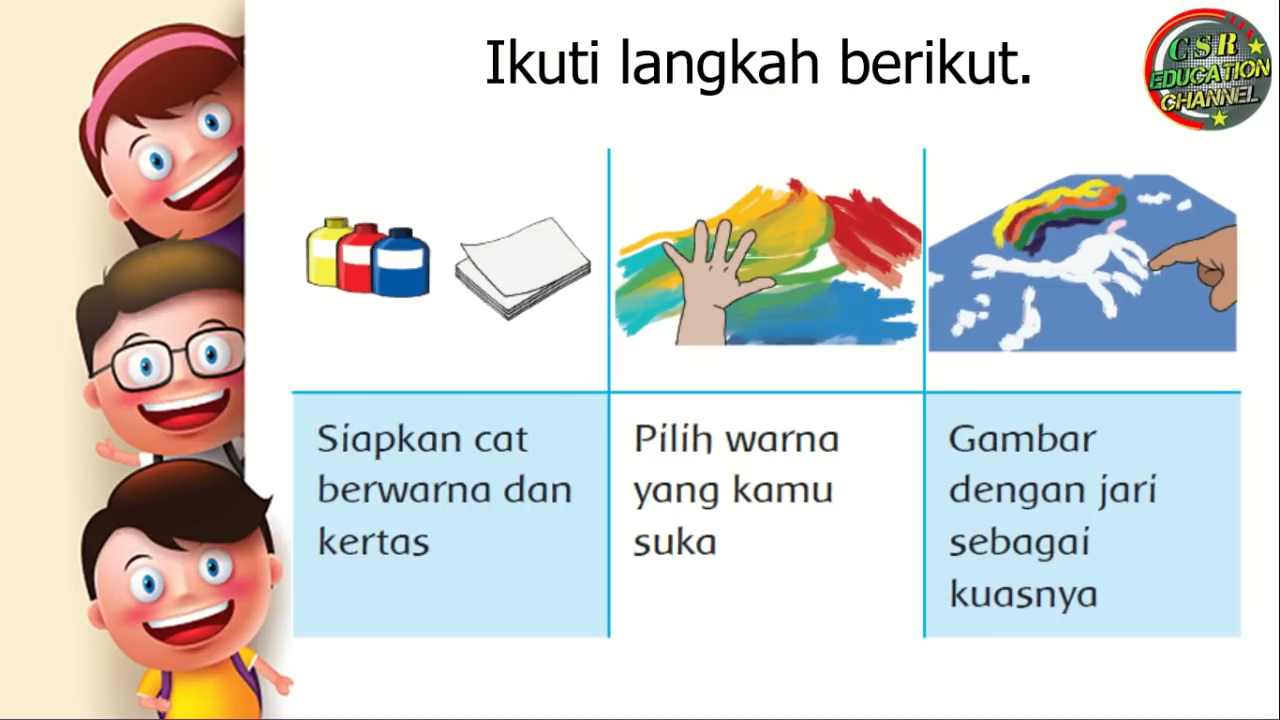 Ikuti langkah berikut.
CSR
EDUCATION
CHANNEL
Siapkan cat
berwarna dan
kertas
Pilih warna
yang kamu
suka
Gambar
dengan jari
sebagai
kuasnya